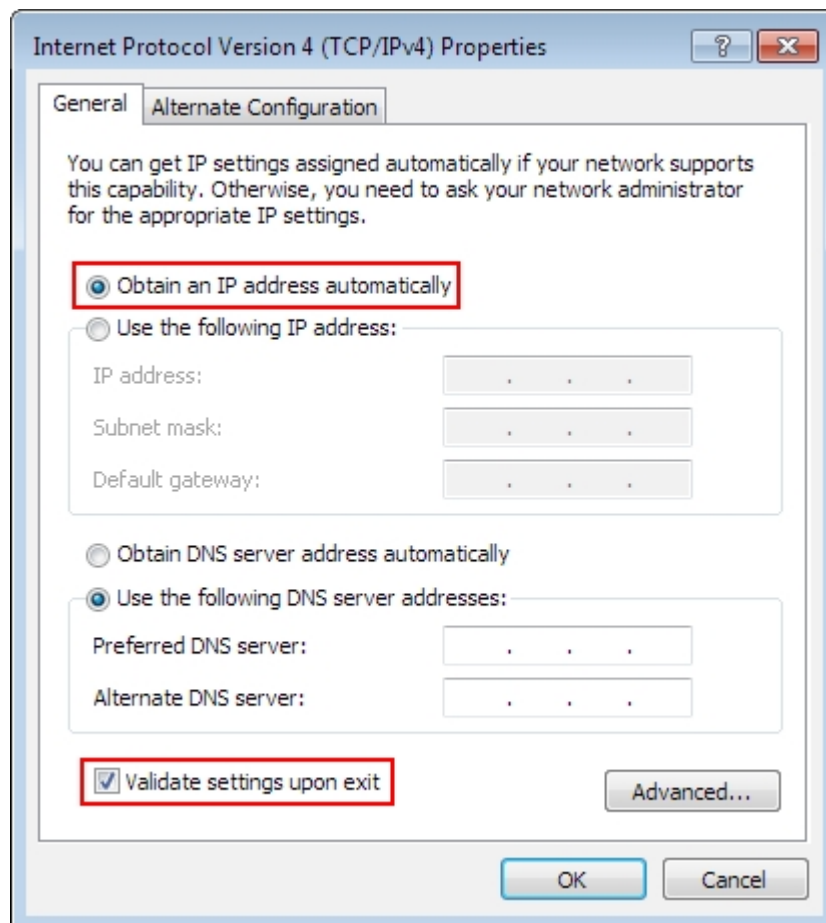 Internet Protocol Version 4 (TCP/IPv4) Properties
General
Alternate Configuration
You can get IP settings assigned automatically if your network supports
this capability. Otherwise, you need to ask your network administrator
for the appropriate IP settings.
Obtain an IP address automatically
Use the following IP address:
IP address:
Subnet mask:
Default gateway:
Obtain DNS server address automatically
Use the following DNS server addresses:
Preferred DNS server:
Alternate DNS server:
Validate settings upon exit
Advanced...
OK
Cancel